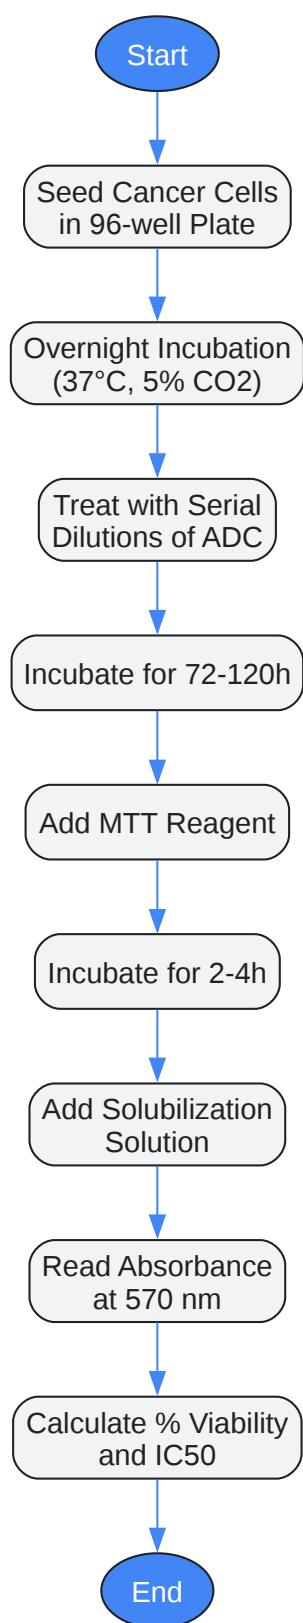 Start
Seed Cancer Cells
in 96-well Plate
Overnight Incubation
(37°C, 5% CO2)
Treat with Serial
Dilutions of ADC
Incubate for 72-120h
Add MTT Reagent
Incubate for 2-4h
Add Solubilization
Solution
Read Absorbance
at 570 nm
Calculate % Viability
and IC50
End